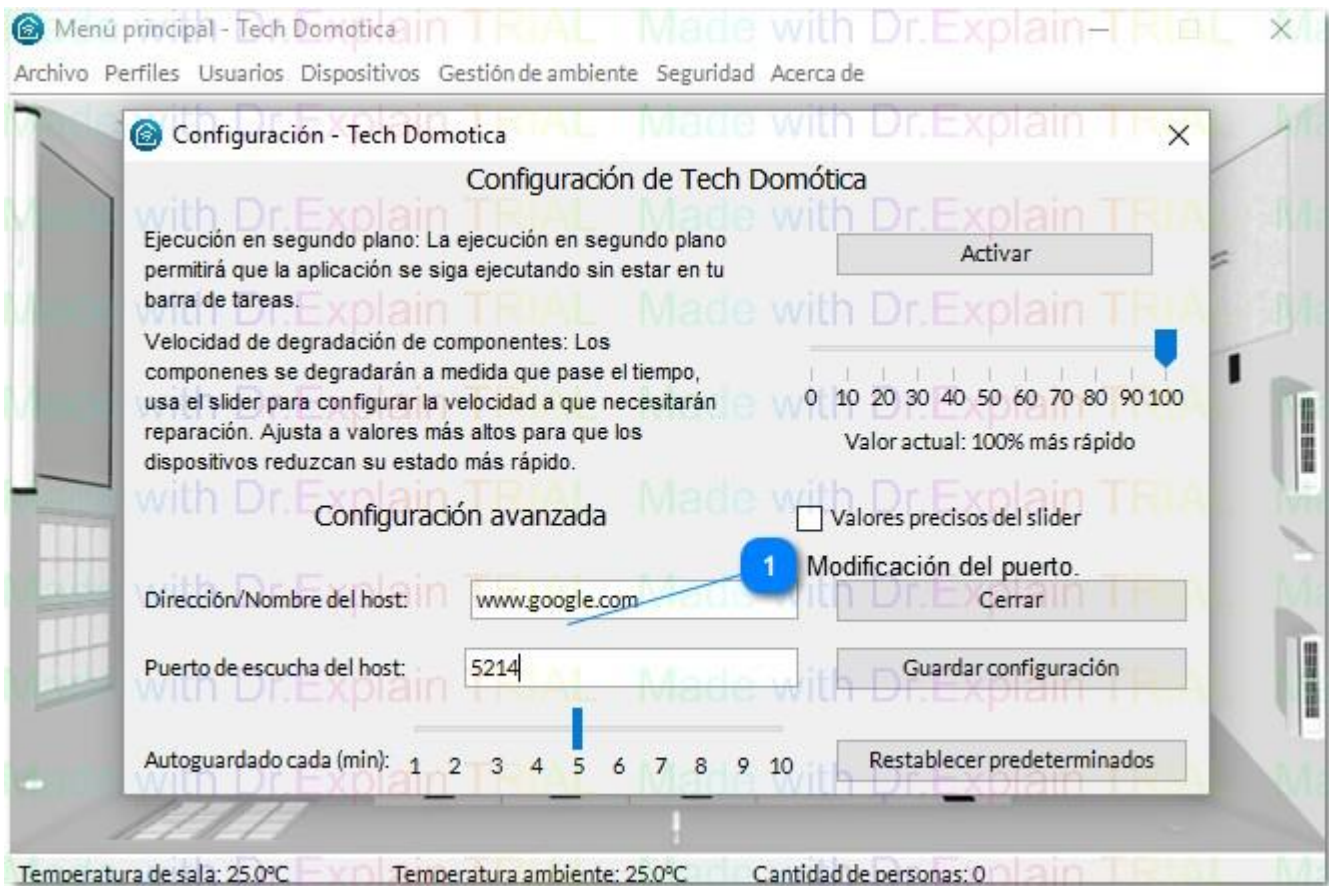 Menú principal - Tech Domotica
Archivo Perfiles Usuarios Dispositivos Gestión de ambiente Seguridad Acerca de
Configuración - Tech Domotica
Configuración de Tech Domótica
Ejecución en segundo plano: La ejecución en segundo plano
permitirá que la aplicación se siga ejecutando sin estar en tu
barra de tareas.
Activar
Velocidad de degradación de componentes: Los
componenes se degradarán a medida que pase el tiempo,
usa el slider para configurar la velocidad a que necesitarán
reparación. Ajusta a valores más altos para que los
dispositivos reduzcan su estado más rápido.
0 10 20 30 40 50 60 70 80 90 100
Valor actual: 100% más rápido
Configuración avanzada
Valores precisos del slider
1 Modificación del puerto.
Dirección/Nombre del host: www.google.com
Cerrar
Puerto de escucha del host: 5214
Guardar configuración
Autoguardado cada (min): 1 2 3 4 5 6 7 8 9 10
Restablecer predeterminados
Temperatura de sala: 25.0°C Temperatura ambiente: 25.0°C Cantidad de personas: 0
Made with Dr.Explain TRIAL